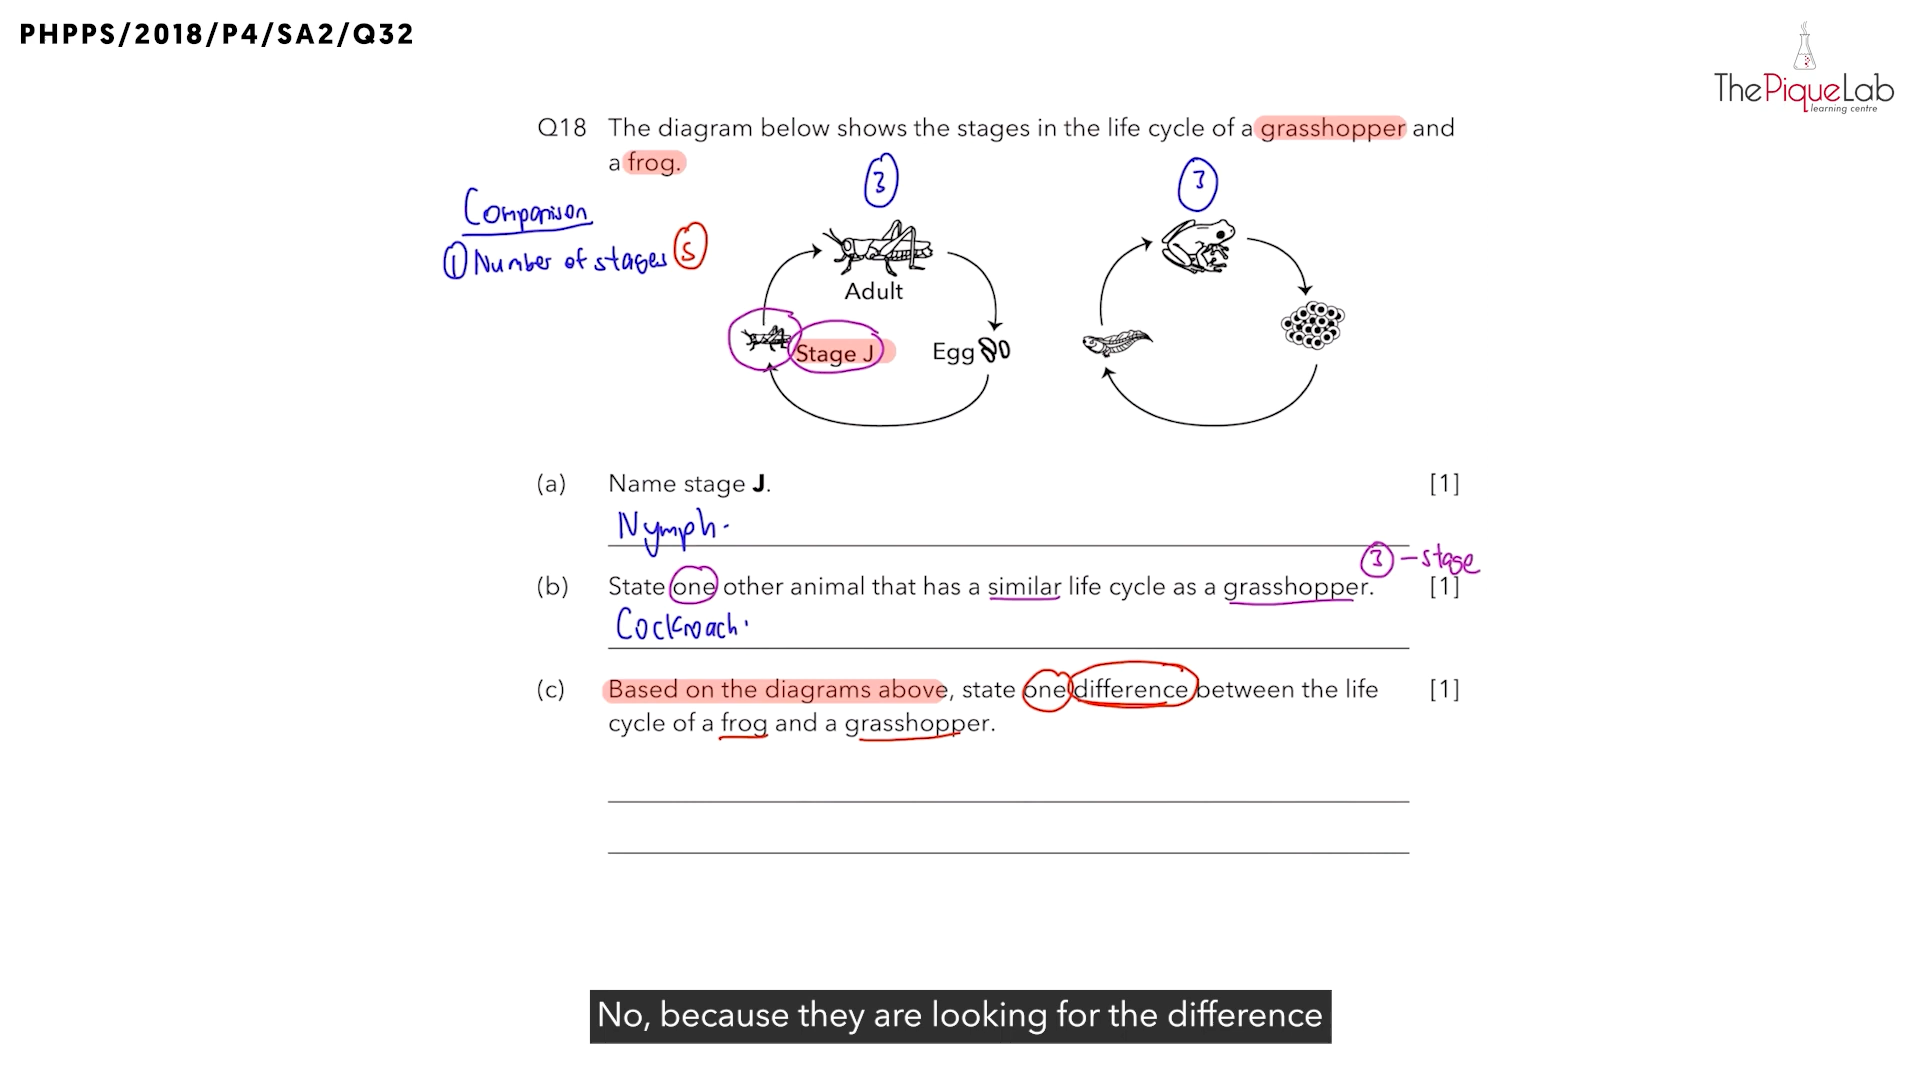 PHPPS/2018/P4/SA2/Q32
ThePiqueLab
learning centre
Q18 The diagram below shows the stages in the life cycle of a grasshopper and
a frog.
3
3
Comparison
① Number of stages S
Adult
Stage J
Egg
(a) Name stage J. [1]
Nymph.
3 - stage
(b) State one other animal that has a similar life cycle as a grasshopper. [1]
Cockroach.
(c) Based on the diagrams above, state one difference between the life [1]
cycle of a frog and a grasshopper.
No, because they are looking for the difference